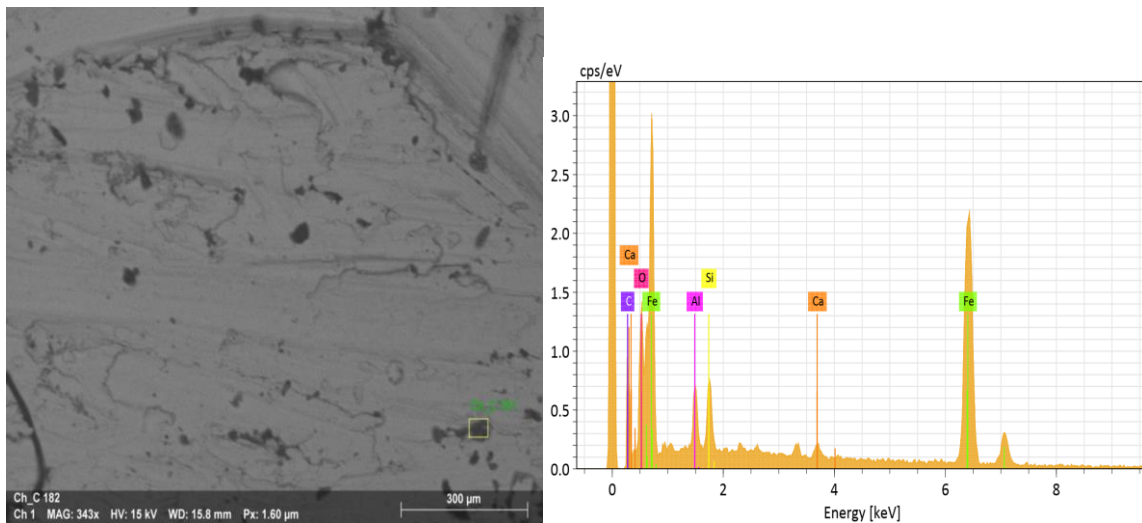 Ch_C 182
Ch 1 MAG: 343x HV: 15 kV WD: 15.8 mm Px: 1.60 µm
300 µm
cps/eV
3.0
2.5
2.0
1.5
1.0
0.5
0.0
Ca
O
Si
C
Fe
Al
Ca
Fe
0
2
4
6
8
Energy [keV]